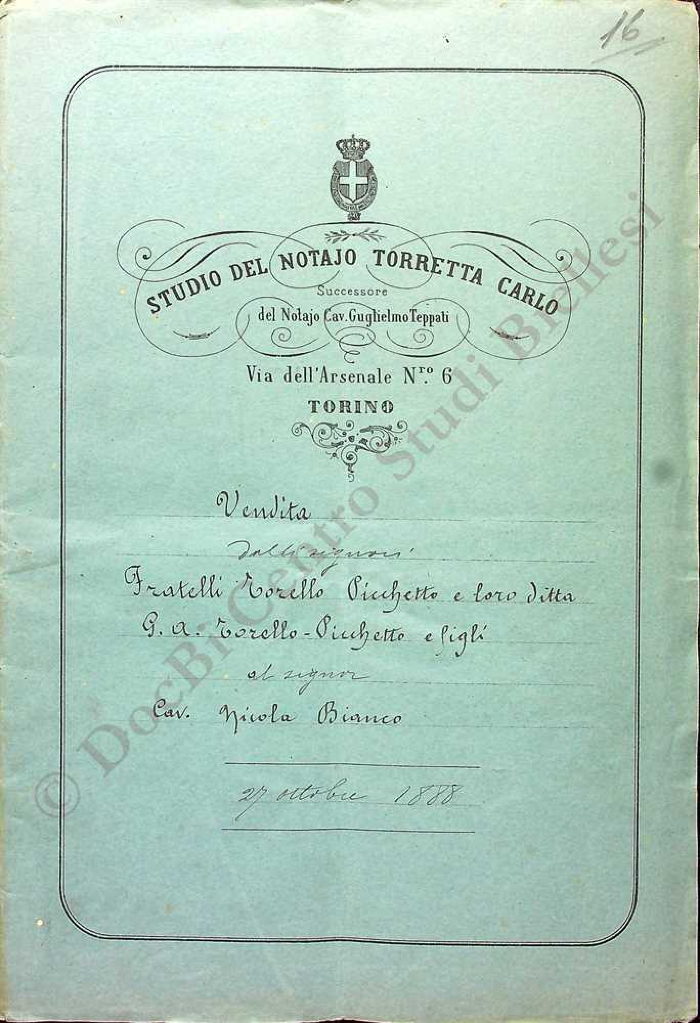 16
STUDIO DEL NOTAJO TORRETTA CARLO
Successore
del Notajo Cav. Guglielmo Teppati
Via dell'Arsenale Nro. 6
TORINO
Vendita
dalli signori
Fratelli Torello Picchetto e loro ditta
G. A. Torello-Picchetto e figli
al signor
Cav. Nicola Bianco
27 ottobre 1888
© DocBi Centro Studi Biellesi